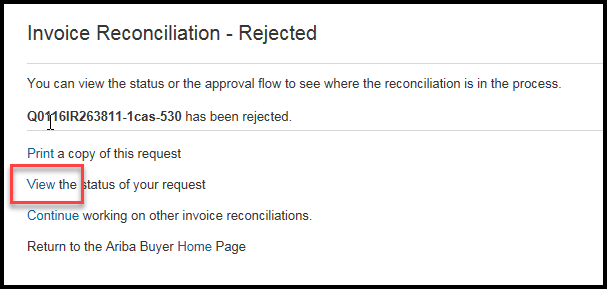 Invoice Reconciliation - Rejected
You can view the status or the approval flow to see where the reconciliation is in the process.
Q0116IR263811-1cas-530 has been rejected.
Print a copy of this request
View the status of your request
Continue working on other invoice reconciliations.
Return to the Ariba Buyer Home Page